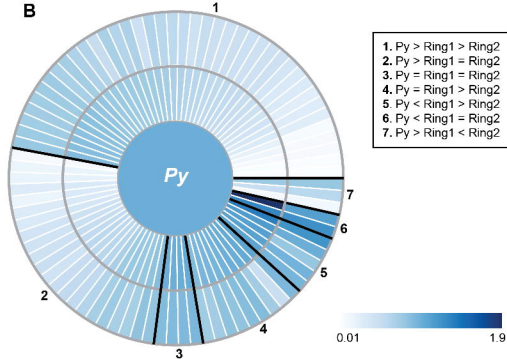 B
1
1. Py > Ring1 > Ring2
2. Py > Ring1 = Ring2
3. Py = Ring1 = Ring2
4. Py = Ring1 > Ring2
5. Py < Ring1 > Ring2
6. Py < Ring1 = Ring2
7. Py > Ring1 < Ring2
Py
7
6
5
2
4
3
0.01 1.9